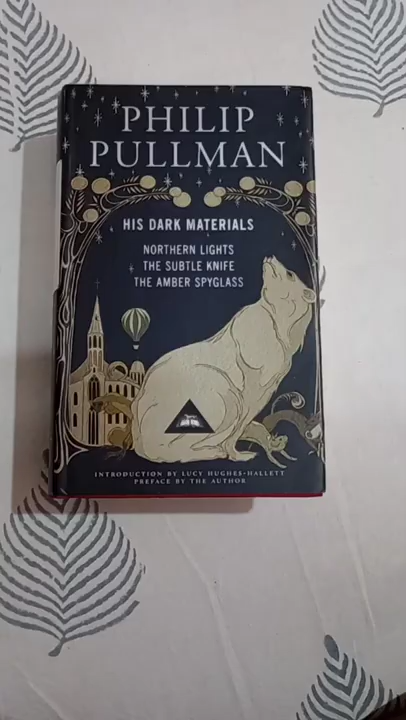 PHILIP
PULLMAN
HIS DARK MATERIALS
NORTHERN LIGHTS
THE SUBTLE KNIFE
THE AMBER SPYGLASS
INTRODUCTION BY LUCY HUGHES-HALLETT
PREFACE BY THE AUTHOR